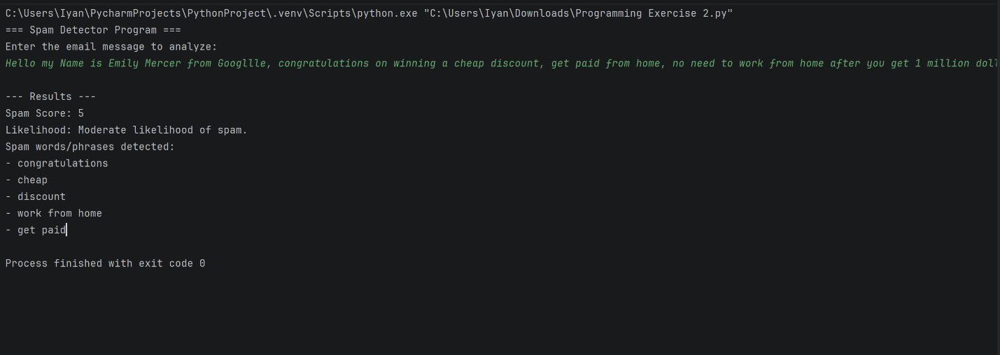 C:\Users\Iyan\PycharmProjects\PythonProject\.venv\Scripts\python.exe "C:\Users\Iyan\Downloads\Programming Exercise 2.py"
=== Spam Detector Program ===
Enter the email message to analyze:
Hello my Name is Emily Mercer from Googllle, congratulations on winning a cheap discount, get paid from home, no need to work from home after you get 1 million doll
--- Results ---
Spam Score: 5
Likelihood: Moderate likelihood of spam.
Spam words/phrases detected:
- congratulations
- cheap
- discount
- work from home
- get paid
Process finished with exit code 0